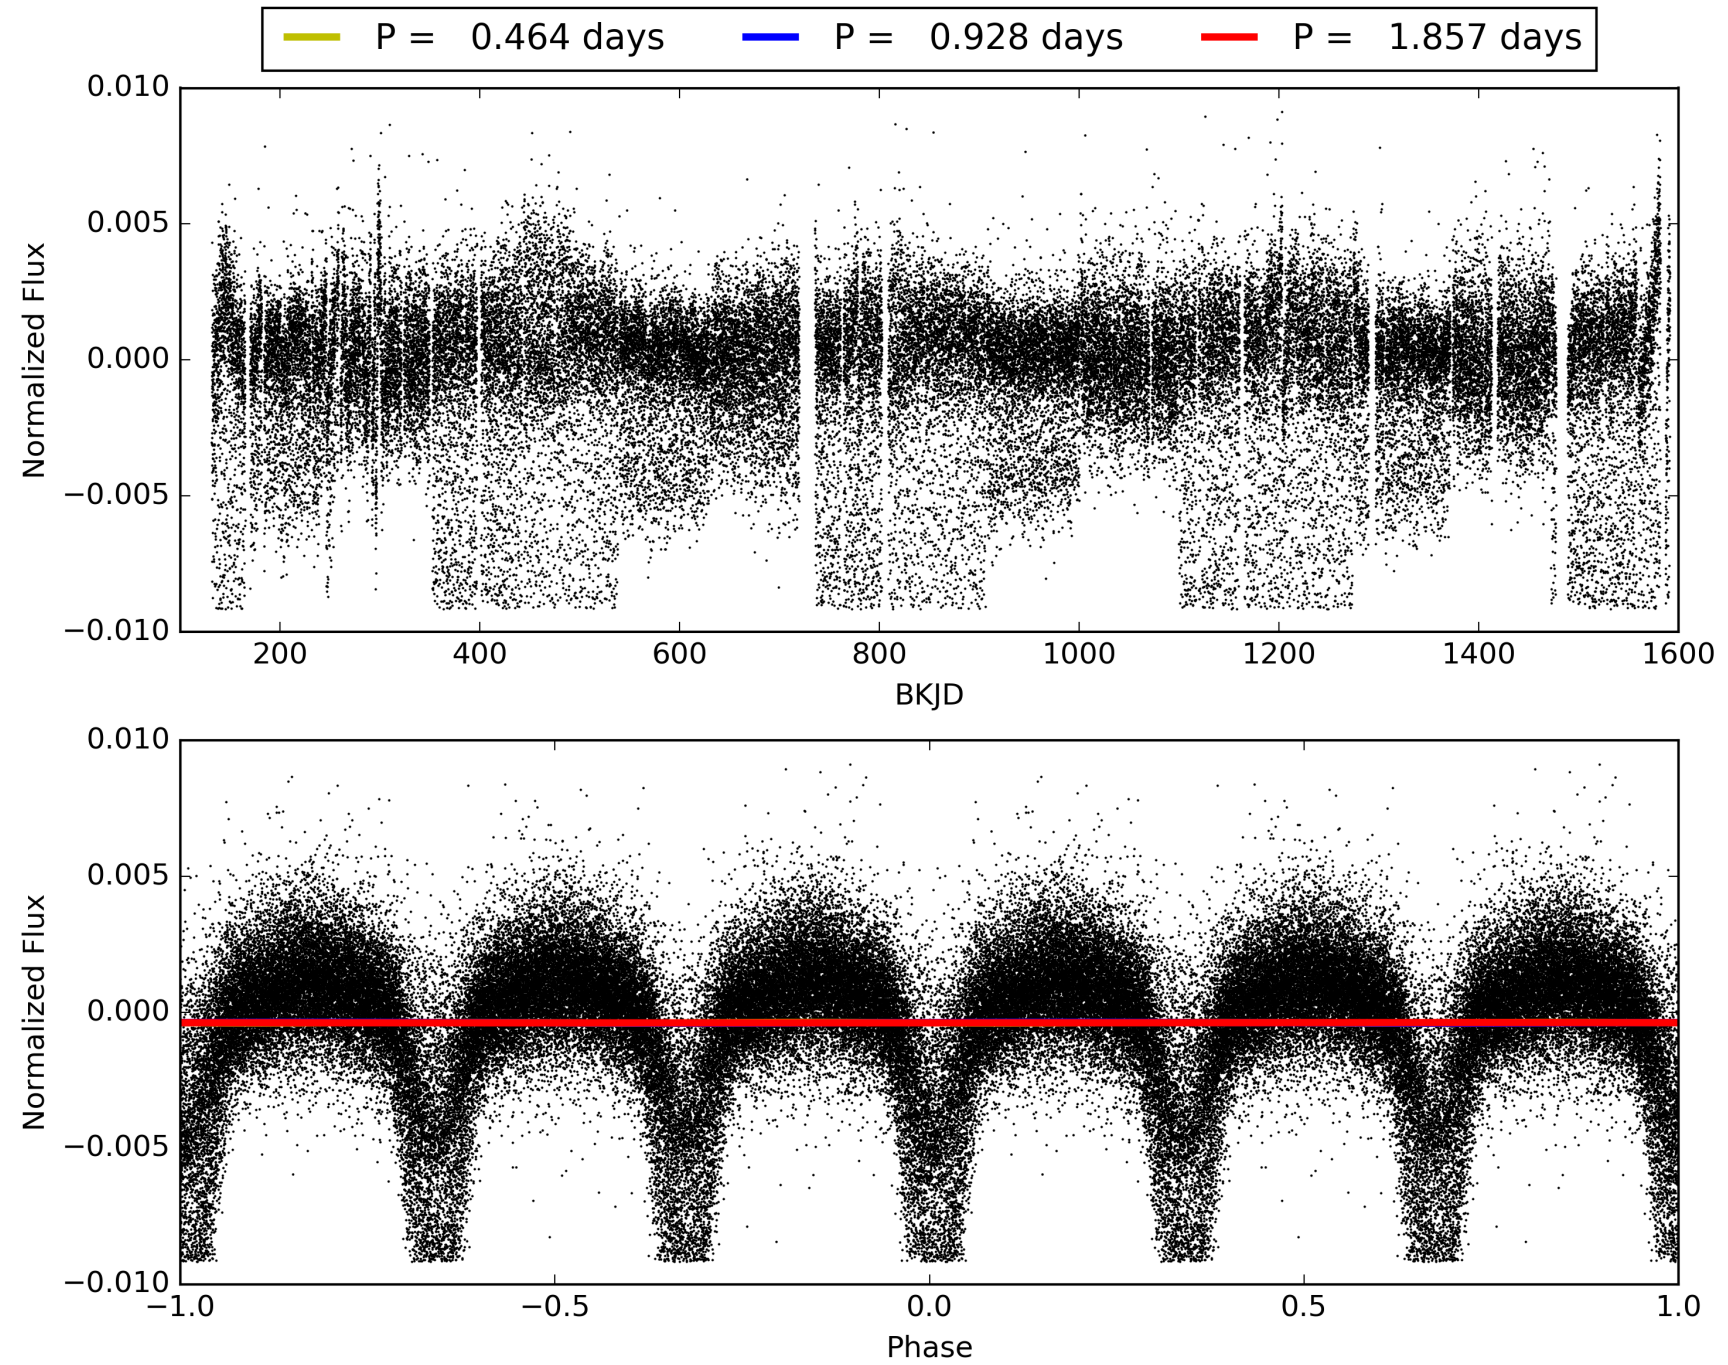 P = 0.464 days P = 0.928 days P = 1.857 days
0.010
0.005
0.000
−0.005
−0.010
Normalized Flux
200 400 600 800 1000 1200 1400 1600
BKJD
0.010
0.005
0.000
−0.005
−0.010
Normalized Flux
−1.0 −0.5 0.0 0.5 1.0
Phase